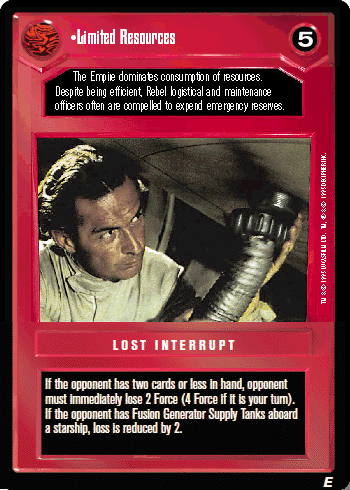 •Limited Resources
5
The Empire dominates consumption of resources.
Despite being efficient, Rebel logistical and maintenance
officers often are compelled to expend emergency reserves.
LOST INTERRUPT
If the opponent has two cards or less in hand, opponent
must immediately lose 2 Force (4 Force if it is your turn).
If the opponent has Fusion Generator Supply Tanks aboard
a starship, loss is reduced by 2.
E